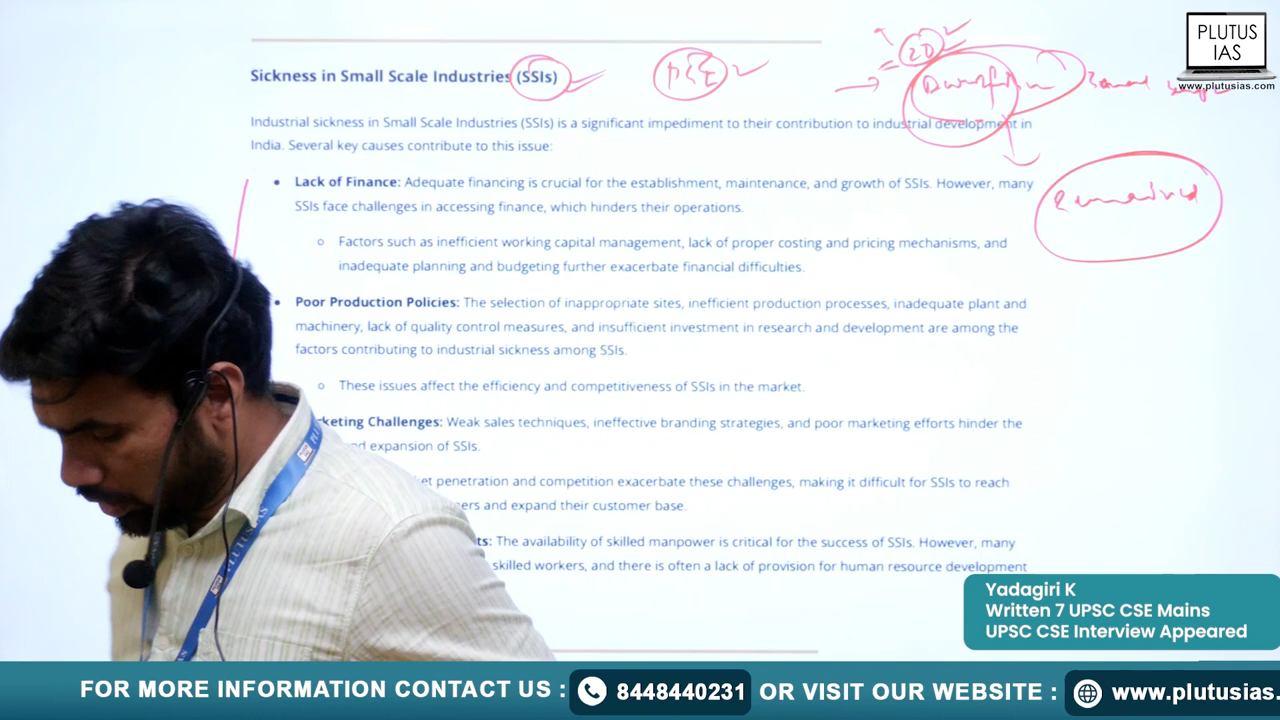 PLUTUS
IAS
www.plutusias.com
20
Sickness in Small Scale Industries (SSIs)
Industrial sickness in Small Scale Industries (SSIs) is a significant impediment to their contribution to industrial development in
India. Several key causes contribute to this issue:
• Lack of Finance: Adequate financing is crucial for the establishment, maintenance, and growth of SSIs. However, many
SSIs face challenges in accessing finance, which hinders their operations.
o Factors such as inefficient working capital management, lack of proper costing and pricing mechanisms, and
inadequate planning and budgeting further exacerbate financial difficulties.
• Poor Production Policies: The selection of inappropriate sites, inefficient production processes, inadequate plant and
machinery, lack of quality control measures, and insufficient investment in research and development are among the
factors contributing to industrial sickness among SSIs.
o These issues affect the efficiency and competitiveness of SSIs in the market.
keting Challenges: Weak sales techniques, ineffective branding strategies, and poor marketing efforts hinder the
nd expansion of SSIs.
et penetration and competition exacerbate these challenges, making it difficult for SSIs to reach
ers and expand their customer base.
ts: The availability of skilled manpower is critical for the success of SSIs. However, many
skilled workers, and there is often a lack of provision for human resource development
PLUTUS IAS
Yadagiri K
Written 7 UPSC CSE Mains
UPSC CSE Interview Appeared
FOR MORE INFORMATION CONTACT US : 8448440231 OR VISIT OUR WEBSITE : www.plutusias.